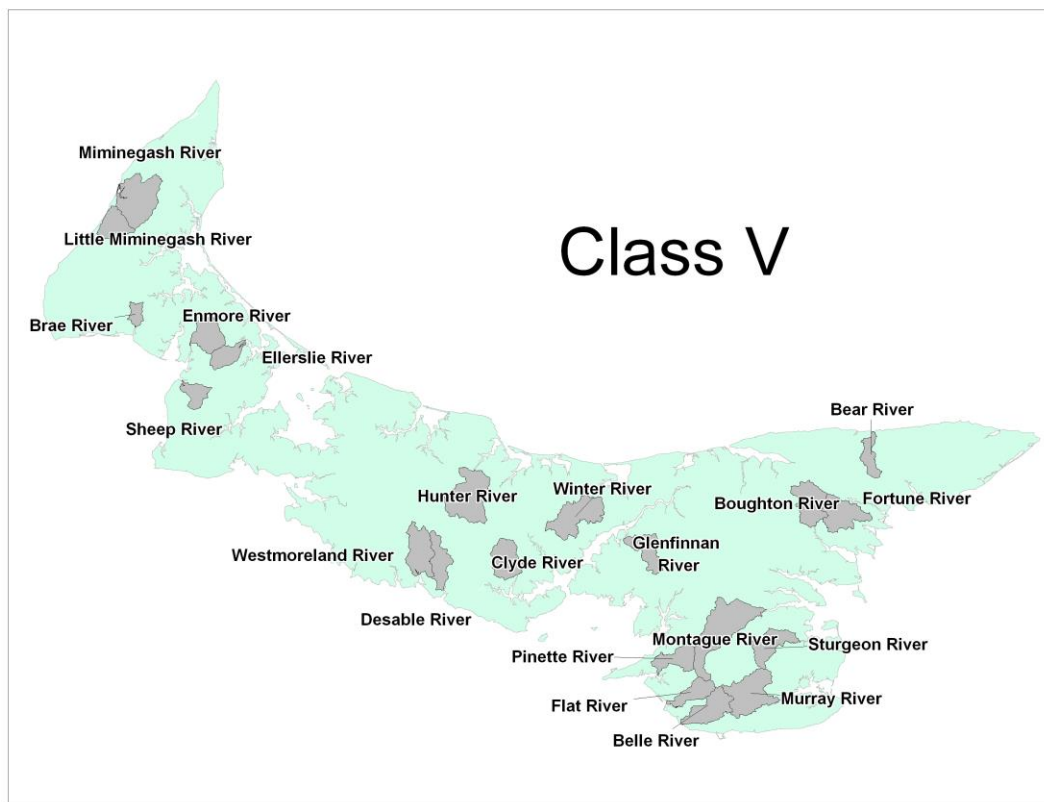 Miminegash River
Class V
Little Miminegash River
Enmore River
Brae River
Ellerslie River
Bear River
Sheep River
Hunter River
Winter River
Boughton River
Fortune River
Glenfinnan
River
Westmoreland River
Clyde River
Desable River
Montague River
Sturgeon River
Pinette River
Flat River
Murray River
Belle River